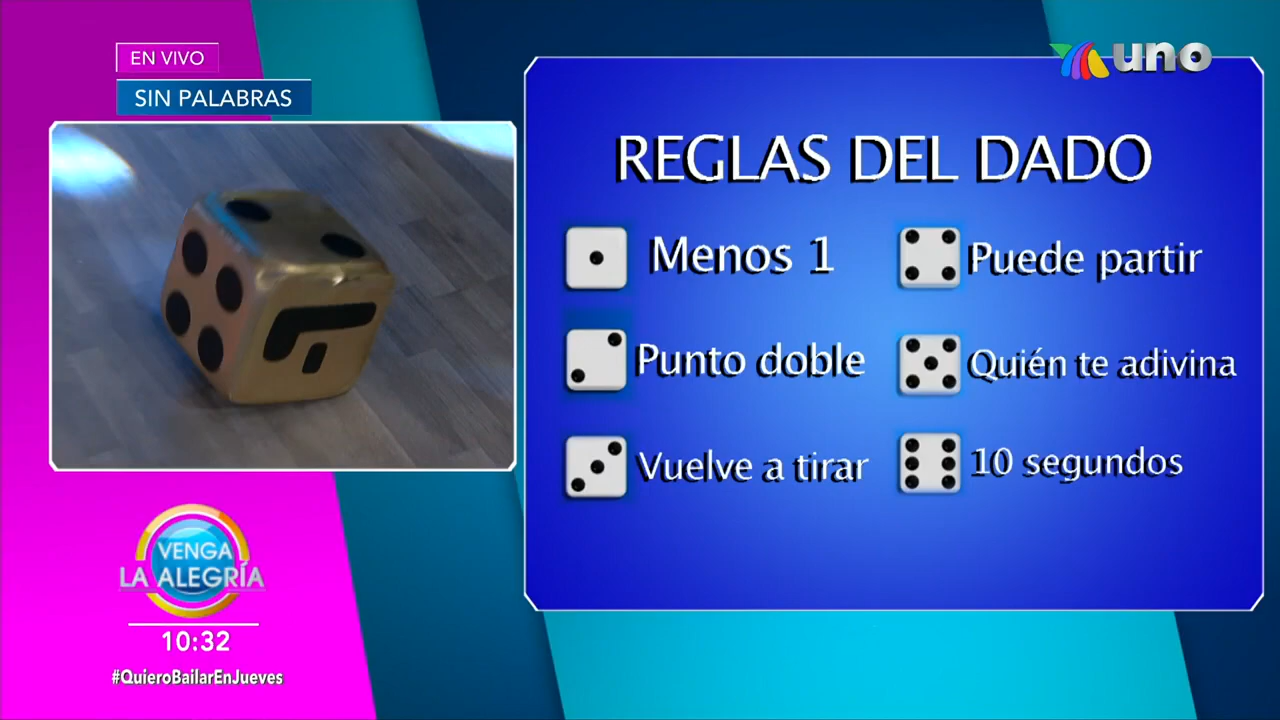 EN VIVO
SIN PALABRAS
uno
REGLAS DEL DADO
Menos 1
Puede partir
Punto doble
Quién te adivina
Vuelve a tirar
10 segundos
VENGA
LA ALEGRÍA
10:32
#QuieroBailarEnJueves